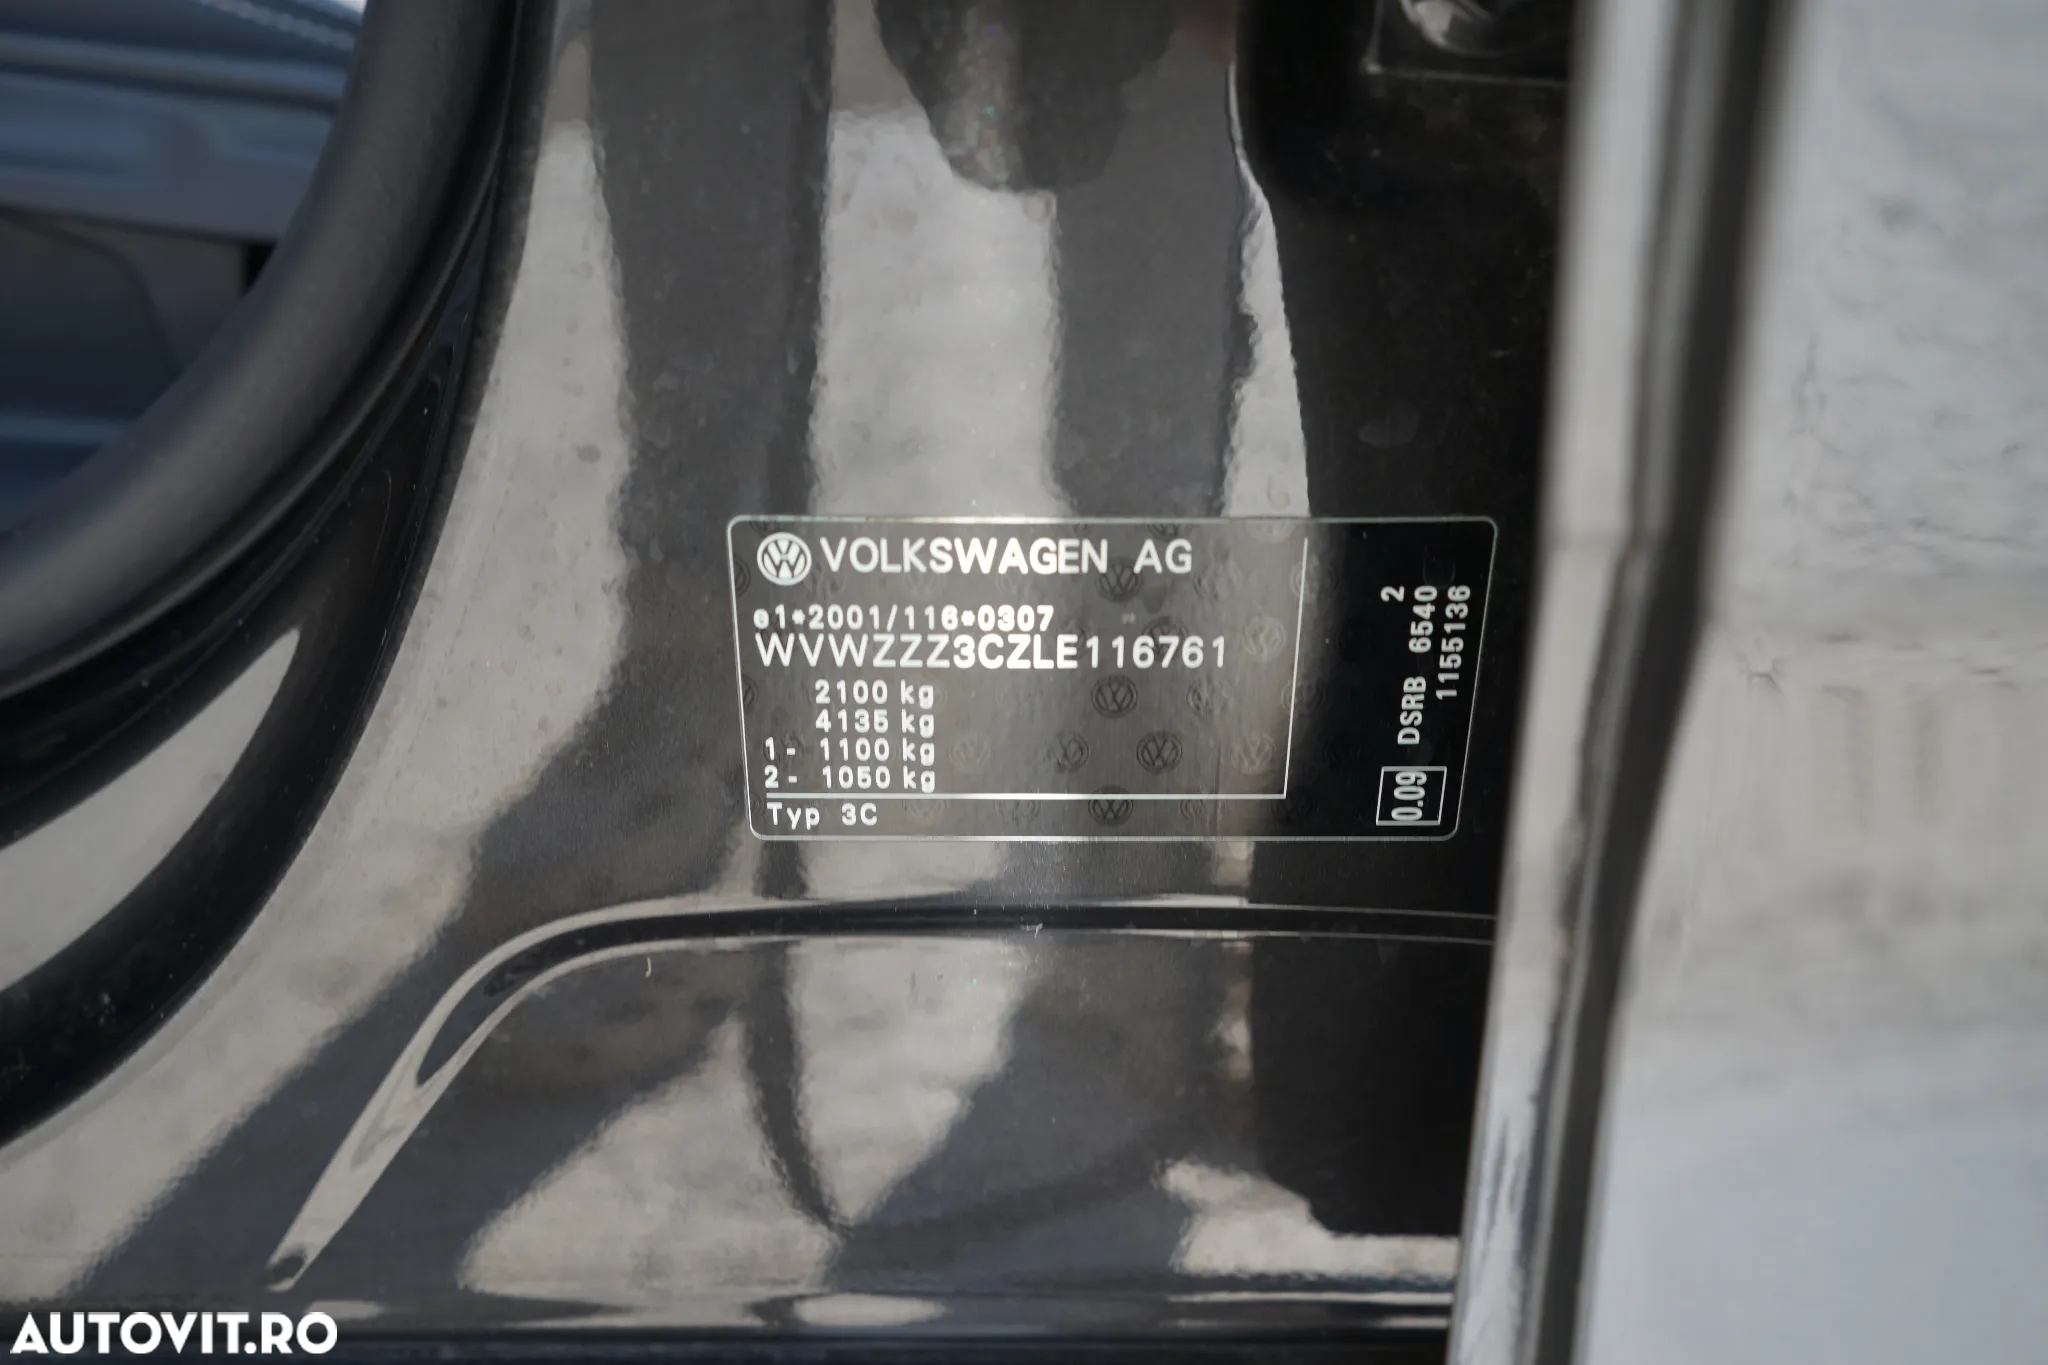 VOLKSWAGEN AG
e1*2001/116*0307
WVWZZZ3CZLE116761
2100 kg
4135 kg
1- 1100 kg
2- 1050 kg
Typ 3C
2
0.09 DSRB 6540
1155136
AUTOVIT.RO